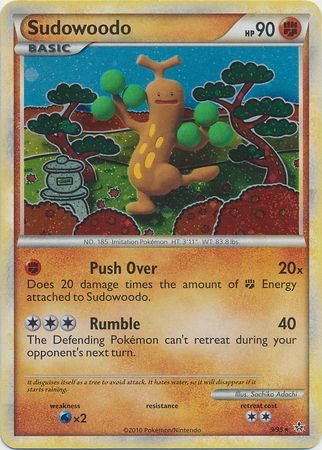 Sudowoodo HP 90
BASIC
NO. 185 Imitation Pokémon HT: 3'11" WT: 83.8 lbs.
Push Over 20x
Does 20 damage times the amount of Energy
attached to Sudowoodo.
Rumble 40
The Defending Pokémon can't retreat during
your opponent's next turn.
It disguises itself as a tree to avoid attack. It hates water, so it will disappear if it
starts raining.
Illus. Sachiko Adachi
weakness resistance retreat cost
×2
©2010 Pokémon/Nintendo 9/95 ★